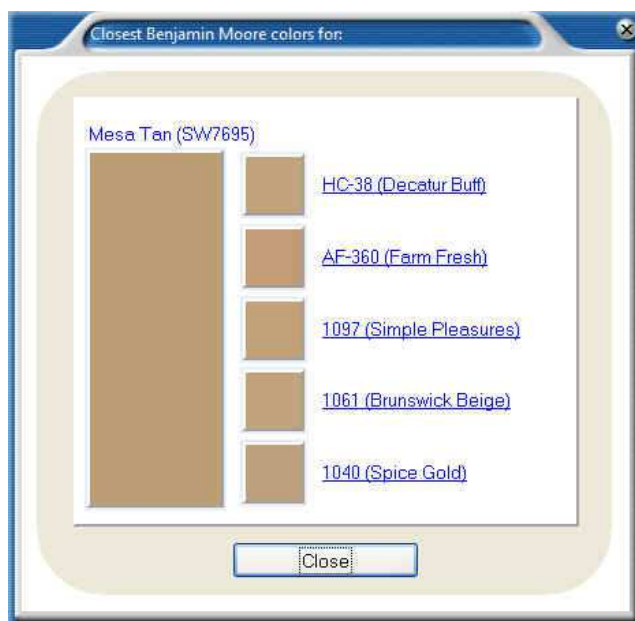 Closest Benjamin Moore colors for:
Mesa Tan (SW7695)
HC-38 (Decatur Buff)
AF-360 (Farm Fresh)
1097 (Simple Pleasures)
1061 (Brunswick Beige)
1040 (Spice Gold)
Close